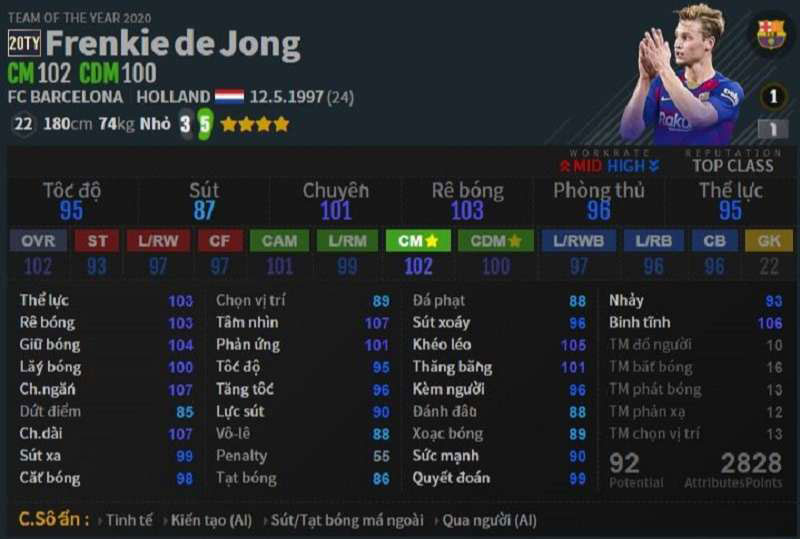 TEAM OF THE YEAR 2020
20TY Frenkie de Jong
CM 102 CDM 100
FC BARCELONA HOLLAND 12.5.1997 (24)
22 180cm 74kg Nhỏ 3 5
1
1
WORKRATE REPUTATION
MID HIGH TOP CLASS
Tốc độ Sút Chuyền Rê bóng Phòng thủ Thể lực
95 87 101 103 96 95
OVR ST L/RW CF CAM L/RM CM CDM L/RWB L/RB CB GK
102 93 97 97 101 99 102 100 97 96 96 22
Thể lực 103 Chọn vị trí 89 Đá phạt 88 Nhảy 93
Rê bóng 103 Tầm nhìn 107 Sút xoáy 96 Bình tĩnh 106
Giữ bóng 104 Phản ứng 101 Khéo léo 105 TM đổ người 10
Lấy bóng 100 Tốc độ 95 Thăng bằng 101 TM bắt bóng 16
Ch.ngắn 107 Tăng tốc 96 Kèm người 96 TM phát bóng 13
Dứt điểm 85 Lực sút 90 Đánh đầu 88 TM phản xạ 12
Ch.dài 107 Vô-lê 88 Xoạc bóng 89 TM chọn vị trí 13
Sút xa 99 Penalty 55 Sức mạnh 90 92 2828
Cắt bóng 98 Tạt bóng 86 Quyết đoán 99 Potential AttributesPoints
C.Số ẩn : Tinh tế Kiến tạo (AI) Sút/Tạt bóng má ngoài Qua người (AI)